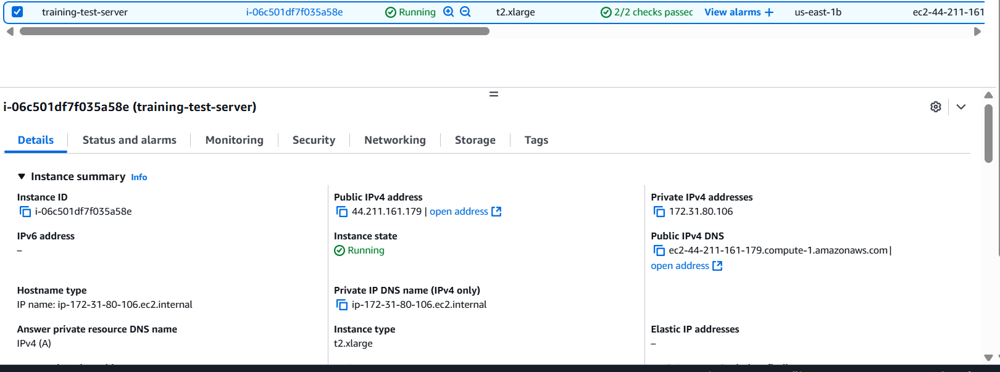 training-test-server i-06c501df7f035a58e Running t2.xlarge 2/2 checks passec View alarms + us-east-1b ec2-44-211-161
i-06c501df7f035a58e (training-test-server)
Details Status and alarms Monitoring Security Networking Storage Tags
Instance summary Info
Instance ID
i-06c501df7f035a58e
Public IPv4 address
44.211.161.179 | open address
Private IPv4 addresses
172.31.80.106
IPv6 address
–
Instance state
Running
Public IPv4 DNS
ec2-44-211-161-179.compute-1.amazonaws.com |
open address
Hostname type
IP name: ip-172-31-80-106.ec2.internal
Private IP DNS name (IPv4 only)
ip-172-31-80-106.ec2.internal
Answer private resource DNS name
IPv4 (A)
Instance type
t2.xlarge
Elastic IP addresses
–